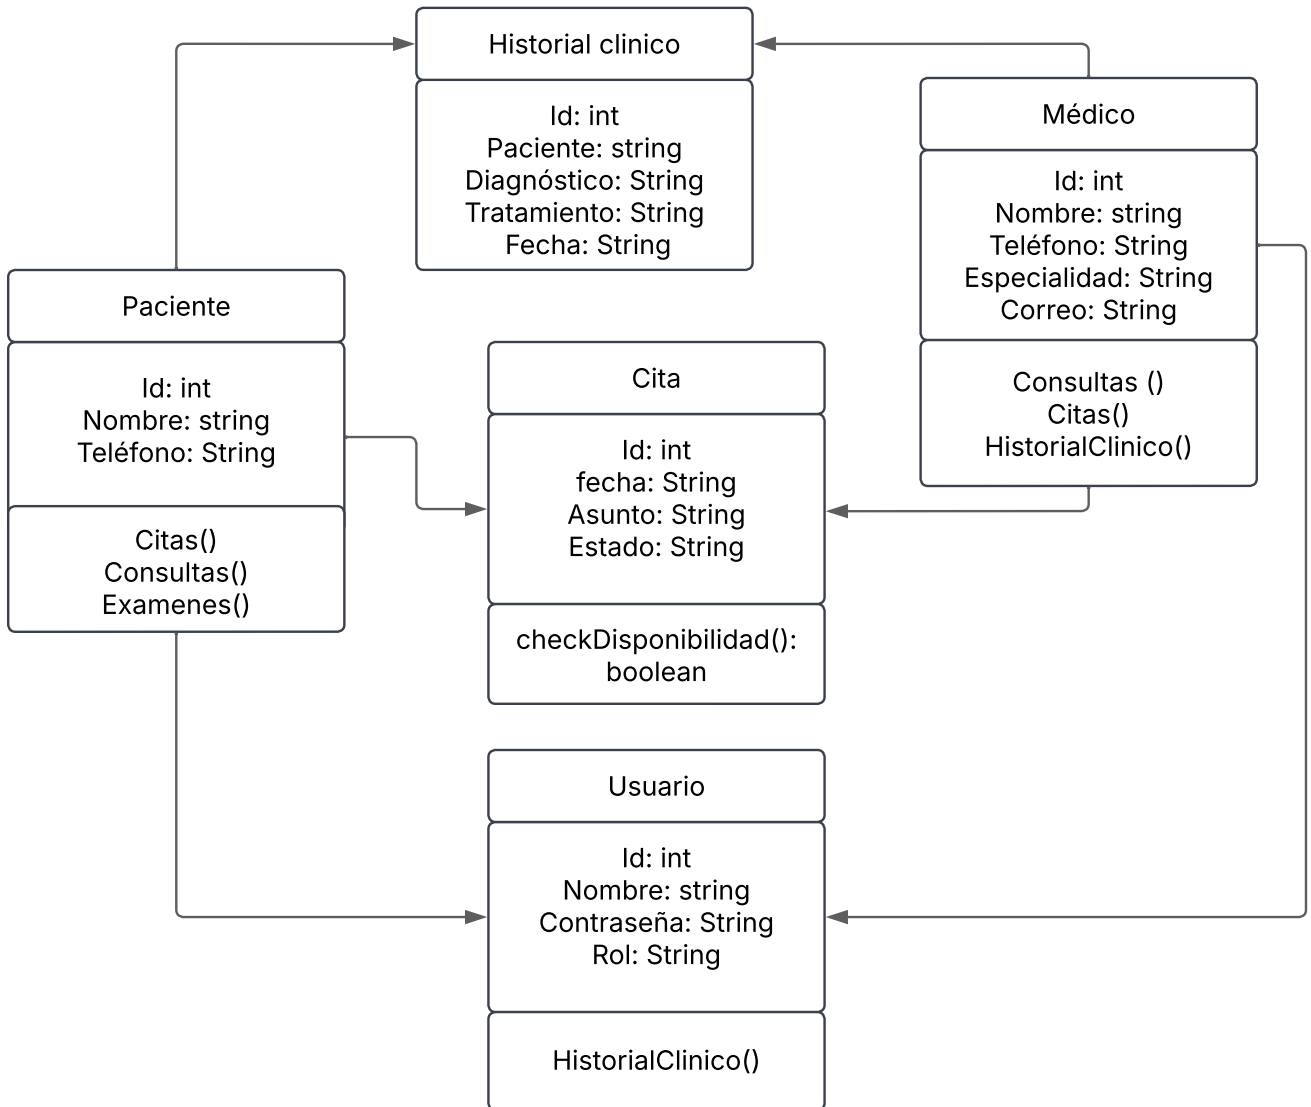 Historial clinico
Id: int
Paciente: string
Diagnóstico: String
Tratamiento: String
Fecha: String
Médico
Id: int
Nombre: string
Teléfono: String
Especialidad: String
Correo: String
Consultas ()
Citas()
HistorialClinico()
Paciente
Id: int
Nombre: string
Teléfono: String
Citas()
Consultas()
Examenes()
Cita
Id: int
fecha: String
Asunto: String
Estado: String
checkDisponibilidad():
boolean
Usuario
Id: int
Nombre: string
Contraseña: String
Rol: String
HistorialClinico()